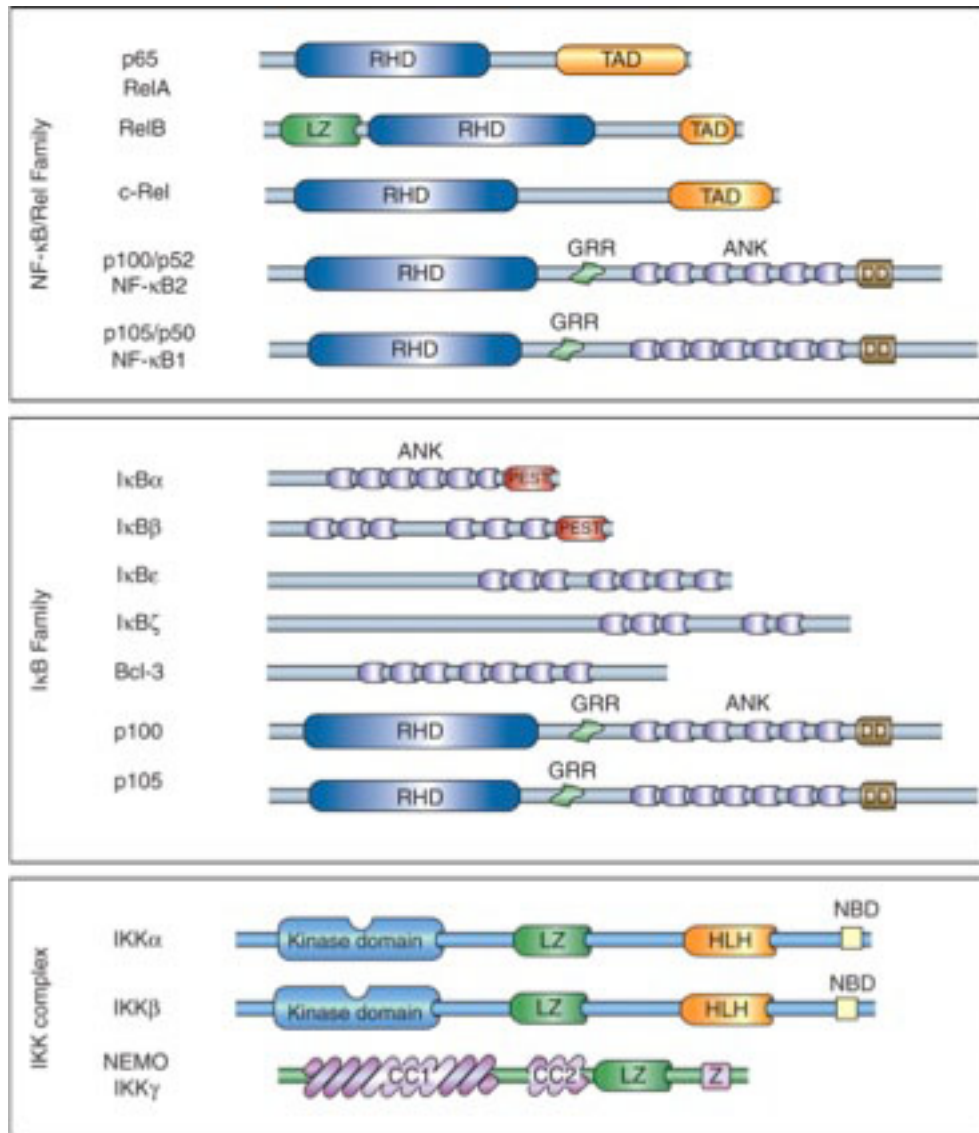 NF-κB/Rel Family
p65
RelA
RHD
TAD
RelB
LZ
RHD
TAD
c-Rel
RHD
TAD
p100/p52
NF-κB2
RHD
GRR
ANK
DD
p105/p50
NF-κB1
RHD
GRR
DD
IκB Family
IκBα
ANK
PEST
IκBβ
PEST
IκBε
IκBζ
Bcl-3
p100
RHD
GRR
ANK
DD
p105
RHD
GRR
DD
IKK complex
IKKα
Kinase domain
LZ
HLH
NBD
IKKβ
Kinase domain
LZ
HLH
NBD
NEMO
IKKγ
CC1
CC2
LZ
Z